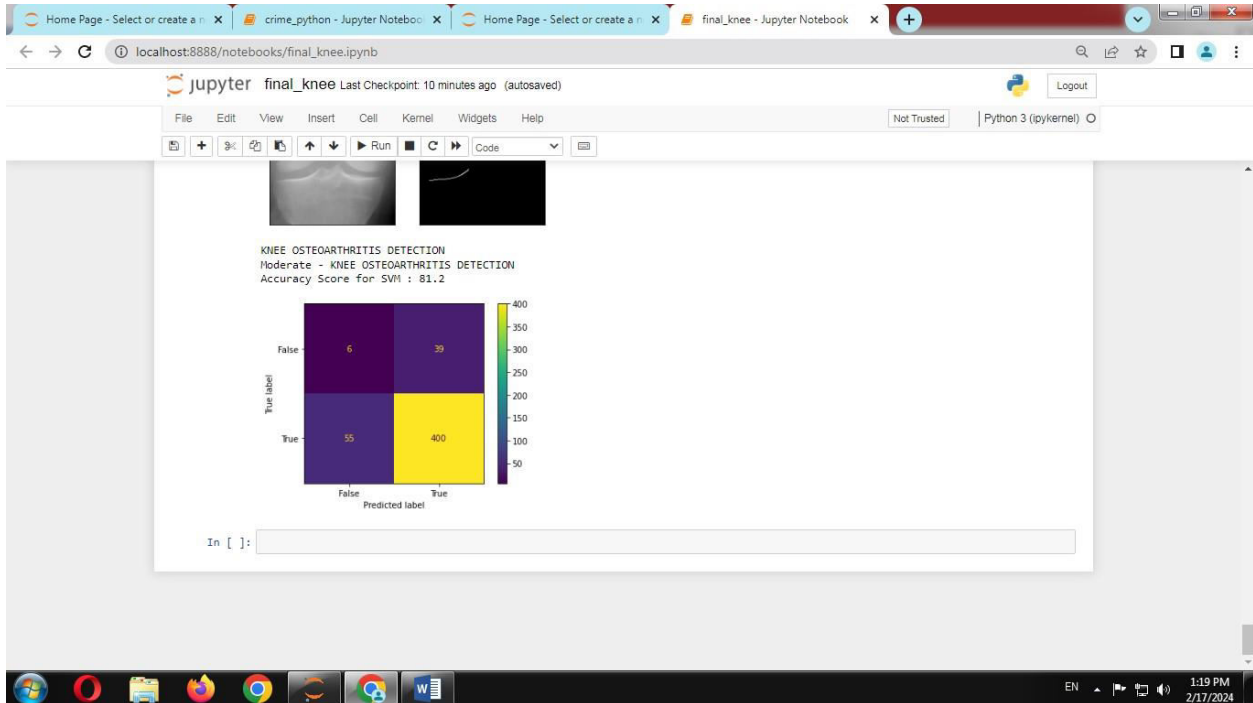 Home Page - Select or create a n
crime_python - Jupyter Noteboo
Home Page - Select or create a n
final_knee - Jupyter Notebook
localhost:8888/notebooks/final_knee.ipynb
jupyter final_knee Last Checkpoint: 10 minutes ago (autosaved)
Logout
File Edit View Insert Cell Kernel Widgets Help
Not Trusted
Python 3 (ipykernel)
Run
Code
KNEE OSTEOARTHRITIS DETECTION
Moderate - KNEE OSTEOARTHRITIS DETECTION
Accuracy Score for SVM : 81.2
400
350
300
250
200
150
100
50
True label
False
6 39
True
55 400
False True
Predicted label
In [ ]:
EN
1:19 PM
2/17/2024